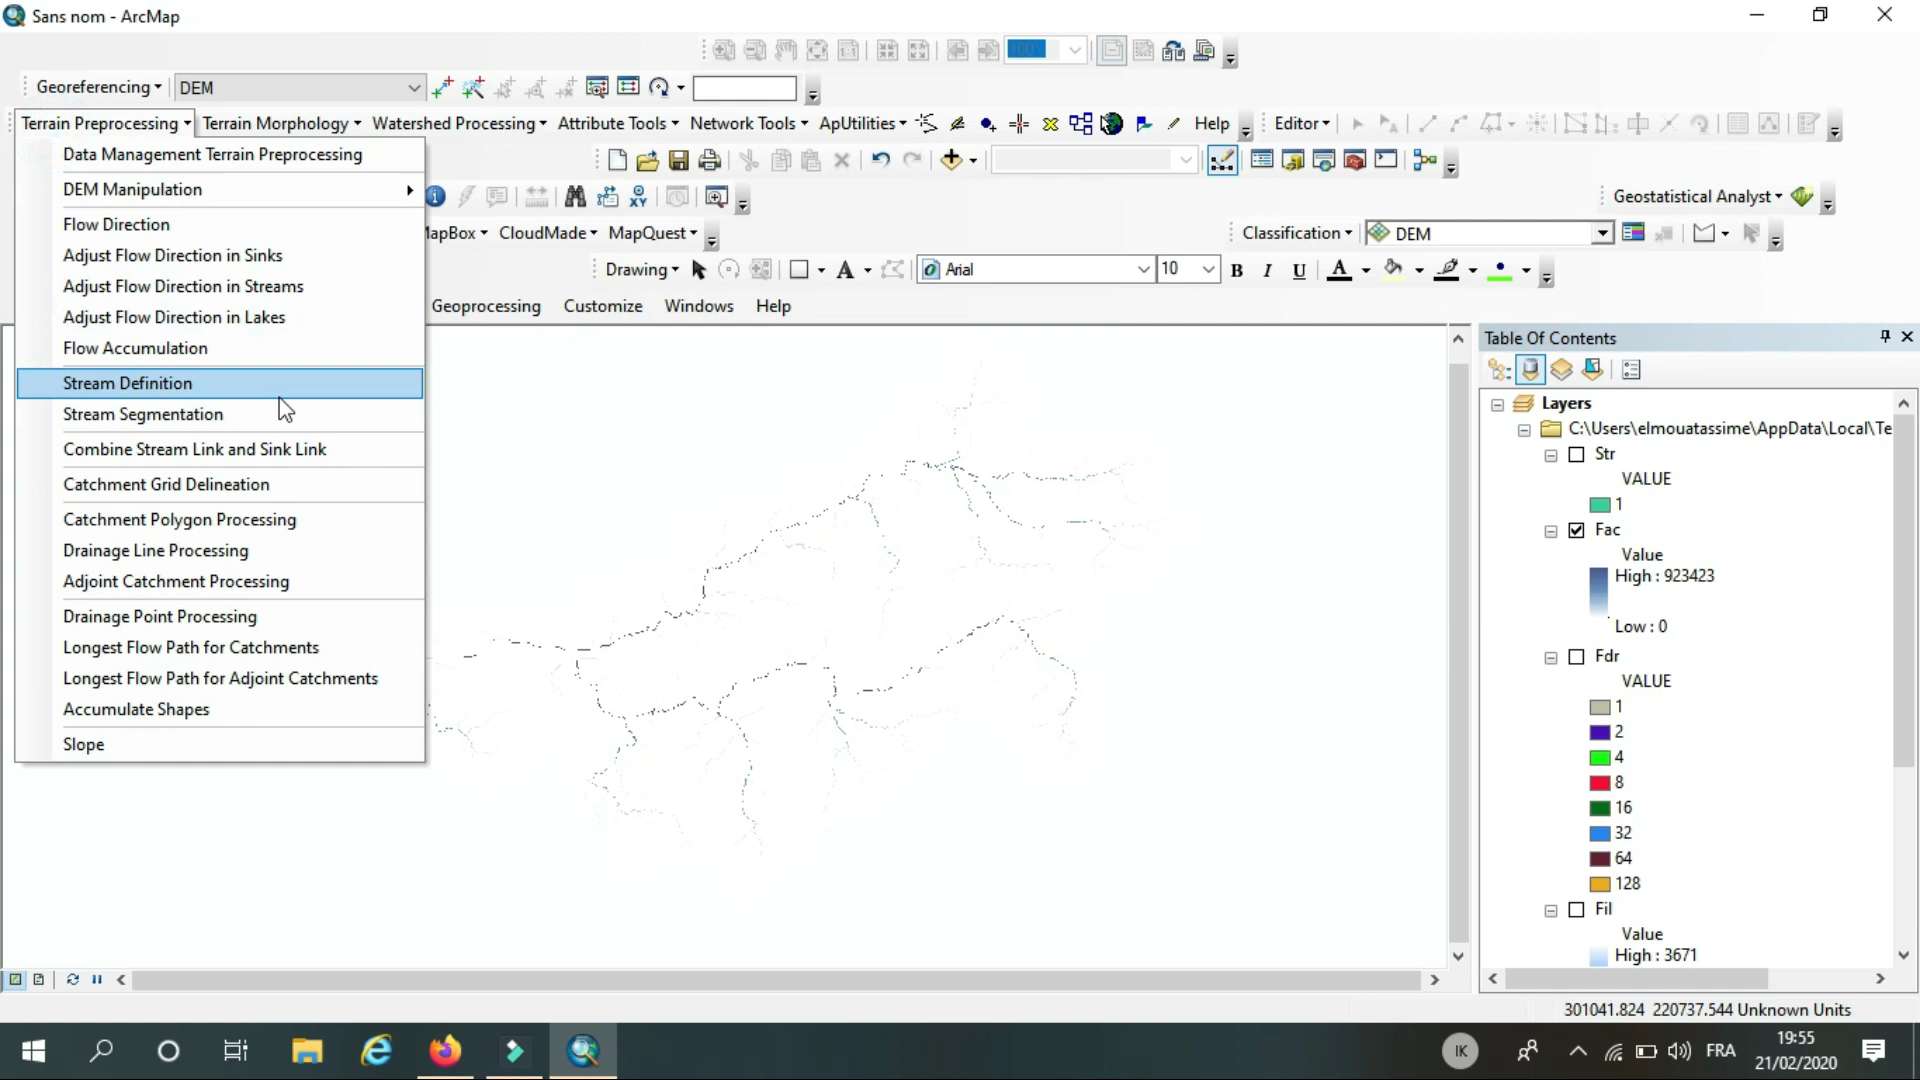 Sans nom - ArcMap
Georeferencing
DEM
Terrain Preprocessing
Terrain Morphology
Watershed Processing
Attribute Tools
Network Tools
ApUtilities
Help
Editor
Data Management Terrain Preprocessing
DEM Manipulation
Flow Direction
Adjust Flow Direction in Sinks
Adjust Flow Direction in Streams
Adjust Flow Direction in Lakes
Flow Accumulation
Stream Definition
Stream Segmentation
Combine Stream Link and Sink Link
Catchment Grid Delineation
Catchment Polygon Processing
Drainage Line Processing
Adjoint Catchment Processing
Drainage Point Processing
Longest Flow Path for Catchments
Longest Flow Path for Adjoint Catchments
Accumulate Shapes
Slope
XY
Geostatistical Analyst
MapBox
CloudMade
MapQuest
Classification
DEM
Drawing
A
Arial
10
B
I
U
A
Geoprocessing
Customize
Windows
Help
Table Of Contents
Layers
C:\Users\elmouatassime\AppData\Local\Te
Str
VALUE
1
Fac
Value
High : 923423
Low : 0
Fdr
VALUE
1
2
4
8
16
32
64
128
Fil
Value
High : 3671
301041.824 220737.544 Unknown Units
IK
FRA
19:55
21/02/2020